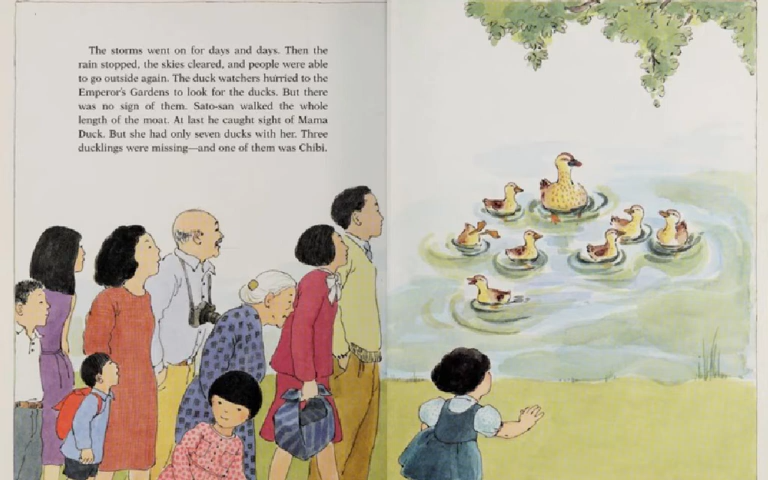 The storms went on for days and days. Then the
rain stopped, the skies cleared, and people were able
to go outside again. The duck watchers hurried to the
Emperor's Gardens to look for the ducks. But there
was no sign of them. Sato-san walked the whole
length of the moat. At last he caught sight of Mama
Duck. But she had only seven ducks with her. Three
ducklings were missing—and one of them was Chibi.